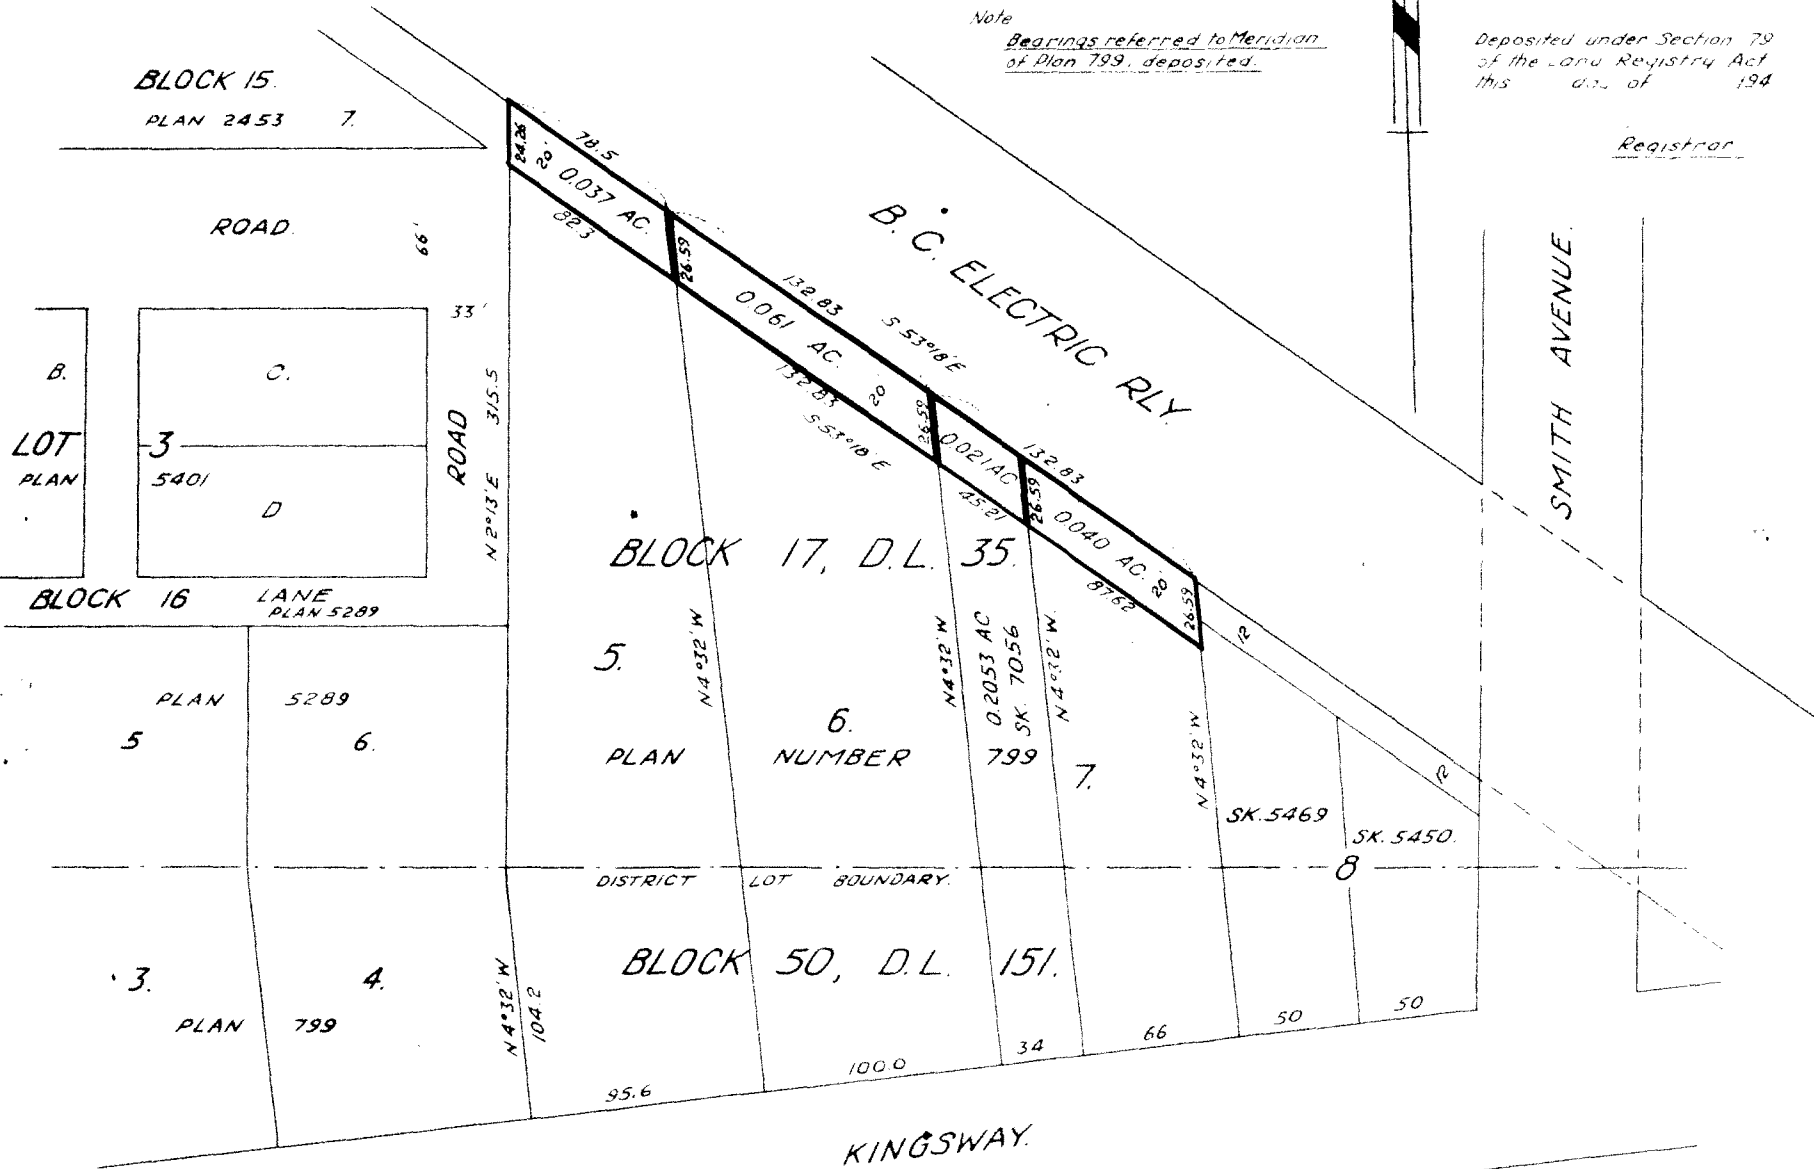 Note
Bearings referred to Meridian
of Plan 799, deposited.
Deposited under Section 79
of the Land Registry Act
this day of 194
Registrar
BLOCK 15.
PLAN 2453 7.
ROAD.
66'
24.26
20'
78.5
0.037 AC.
82.3
26.59
132.83
S 53°18' E
0.061 AC.
132.83
20
S 53°18' E
26.59
B. C. ELECTRIC RLY.
132.83
0.021 AC
45.21
26.59
0.040 AC.
20
87.62
26.59
12
12
SMITH AVENUE.
33'
B.
C.
LOT 3
PLAN 5401
D
ROAD
N 2°13' E 315.5
BLOCK 16 LANE
PLAN 5289
BLOCK 17, D.L. 35.
5.
N 4°32' W
6.
N 4°32' W
0.2053 AC
SK. 7056
N 4°32' W.
N 4°32' W
PLAN 5289
5 6.
PLAN NUMBER 799
7.
SK. 5469
SK. 5450.
8
DISTRICT LOT BOUNDARY.
BLOCK 50, D.L. 151.
3. 4.
PLAN 799
N 4°32' W
104.2
95.6
100.0
34
66
50
50
KINGSWAY.